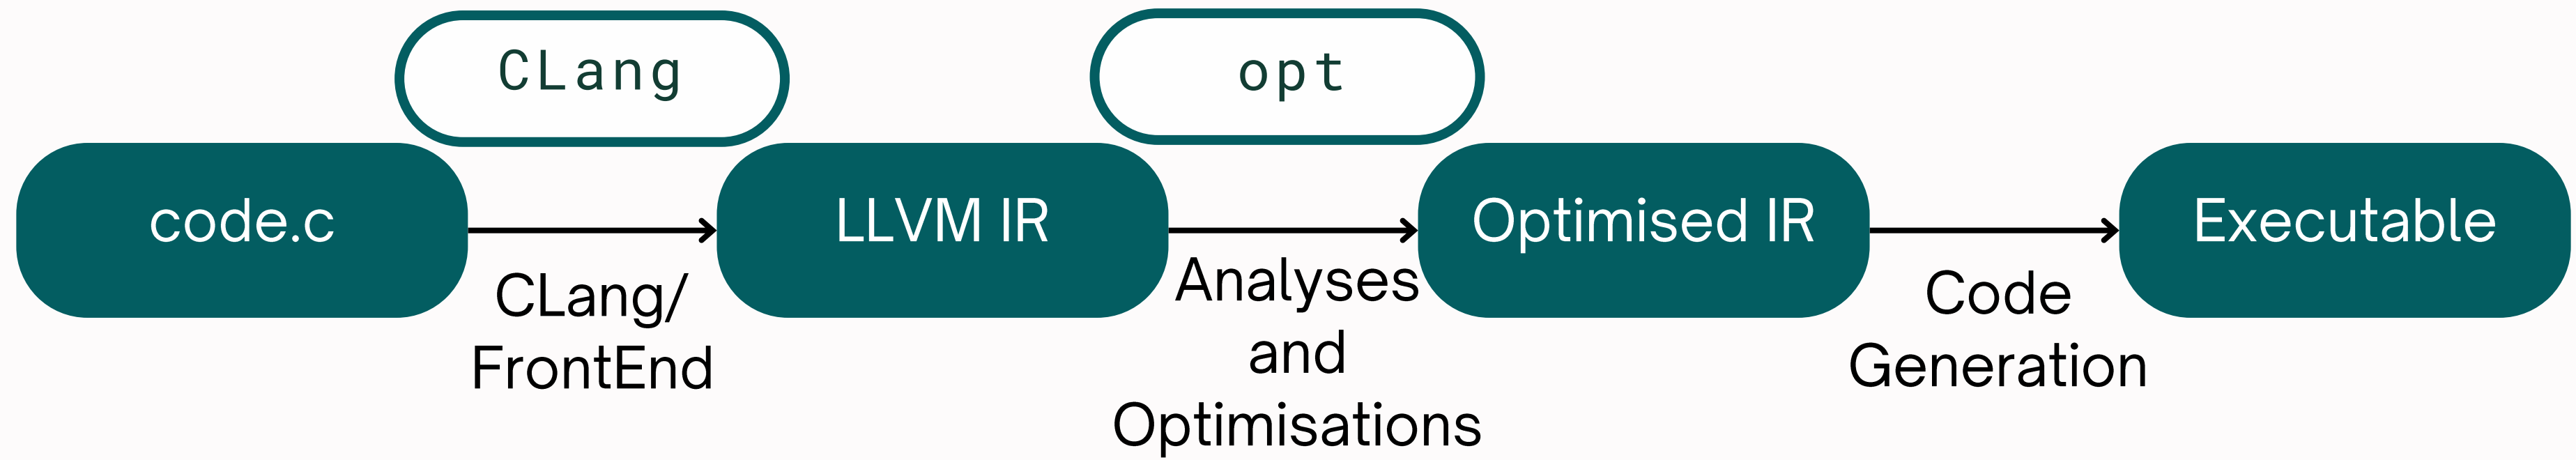 CLang
opt
code.c
LLVM IR
Optimised IR
Executable
CLang/
FrontEnd
Analyses
and
Optimisations
Code
Generation